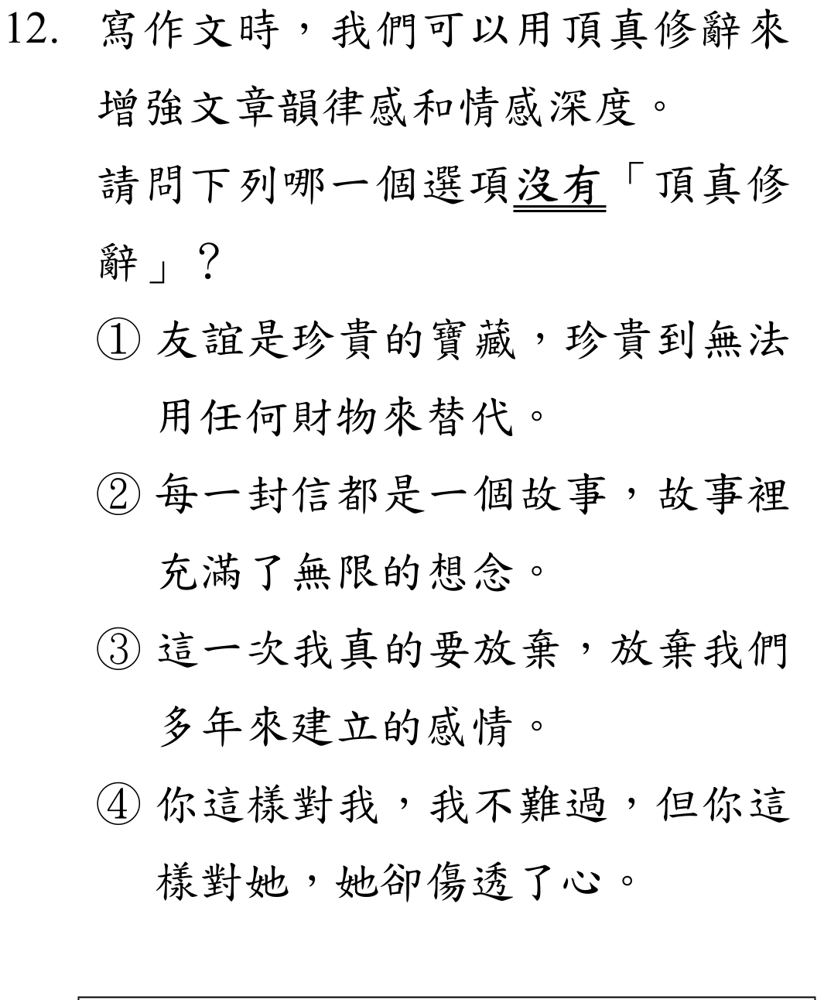 12. 寫作文時，我們可以用頂真修辭來
增強文章韻律感和情感深度。
請問下列哪一個選項沒有「頂真修
辭」？
① 友誼是珍貴的寶藏，珍貴到無法
用任何財物來替代。
② 每一封信都是一個故事，故事裡
充滿了無限的想念。
③ 這一次我真的要放棄，放棄我們
多年來建立的感情。
④ 你這樣對我，我不難過，但你這
樣對她，她卻傷透了心。